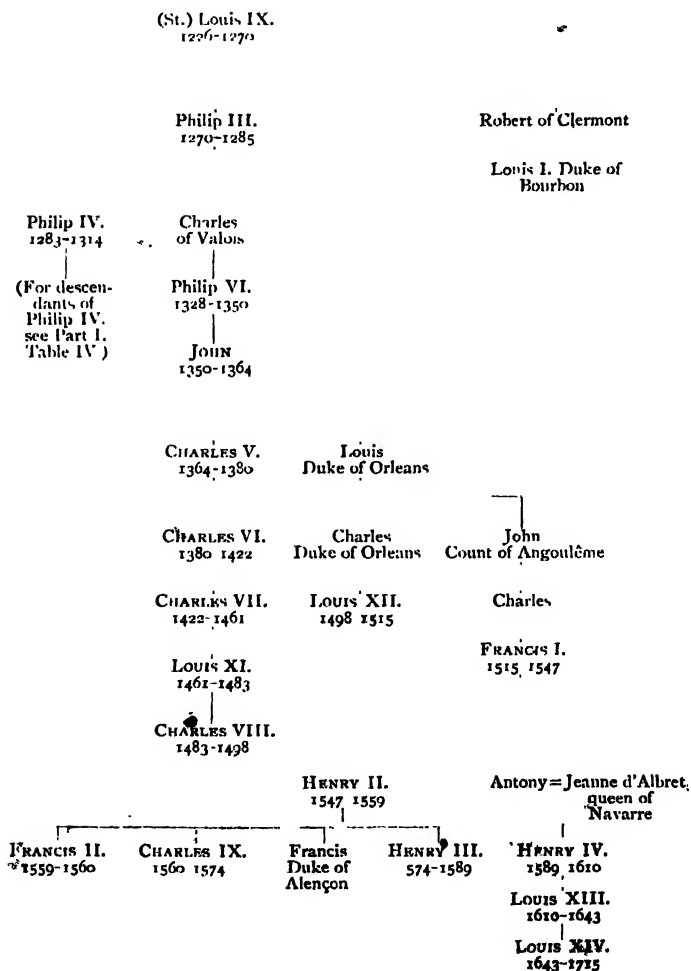 (St.) Louis IX.
1226-1270
Philip III.
1270-1285
Robert of Clermont
Louis I. Duke of
Bourbon
Philip IV.
1283-1314
Charles
of Valois
(For descen-
dants of
Philip IV.
see Part I.
Table IV)
Philip VI.
1328-1350
JOHN
1350-1364
CHARLES V.
1364-1380
Louis
Duke of Orleans
CHARLES VI.
1380 1422
Charles
Duke of Orleans
John
Count of Angoulême
CHARLES VII.
1422-1461
LOUIS XII.
1498 1515
Charles
LOUIS XI.
1461-1483
FRANCIS I.
1515 1547
CHARLES VIII.
1483-1498
HENRY II.
1547 1559
Antony=Jeanne d'Albret,
queen of
Navarre
FRANCIS II.
1559-1560
CHARLES IX.
1560 1574
Francis
Duke of
Alençon
HENRY III.
574-1589
HENRY IV.
1589 1610
LOUIS XIII.
1610-1643
LOUIS XIV.
1643-1715